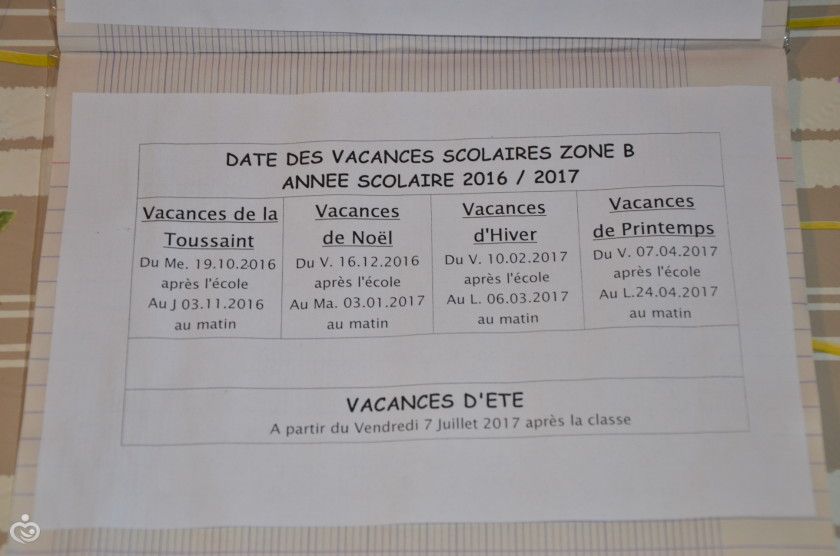 DATE DES VACANCES SCOLAIRES ZONE B
ANNEE SCOLAIRE 2016 / 2017
Vacances de la
Toussaint
Du Me. 19.10.2016
après l'école
Au J 03.11.2016
au matin
Vacances
de Noël
Du V. 16.12.2016
après l'école
Au Ma. 03.01.2017
au matin
Vacances
d'Hiver
Du V. 10.02.2017
après l'école
Au L. 06.03.2017
au matin
Vacances
de Printemps
Du V. 07.04.2017
après l'école
Au L.24.04.2017
au matin
VACANCES D'ETE
A partir du Vendredi 7 Juillet 2017 après la classe